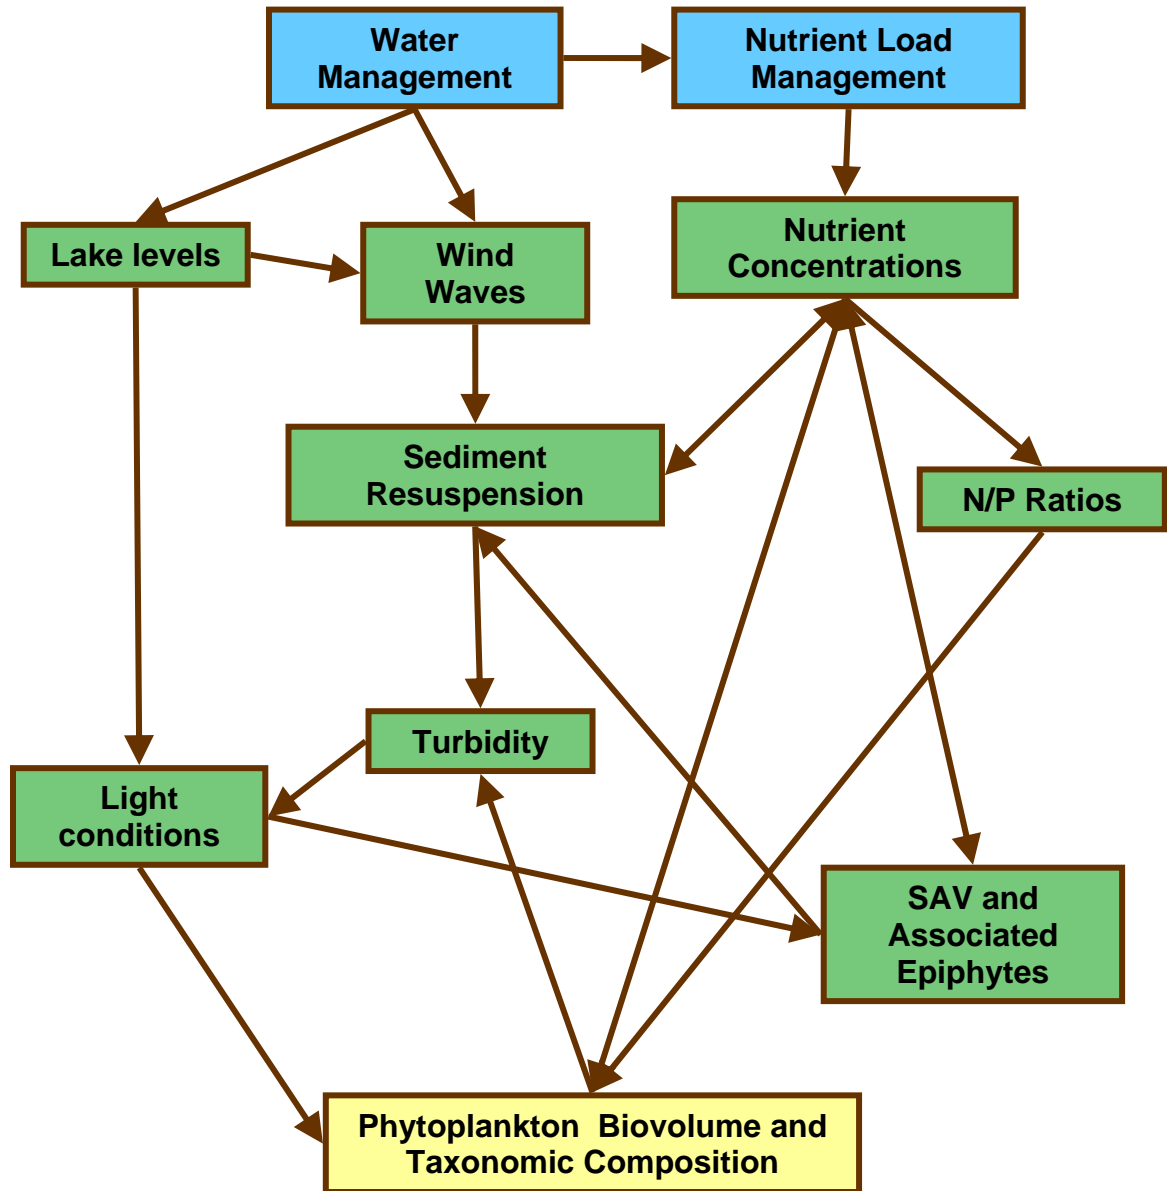 Water
Management
Nutrient Load
Management
Lake levels
Wind
Waves
Nutrient
Concentrations
Sediment
Resuspension
N/P Ratios
Turbidity
Light
conditions
SAV and
Associated
Epiphytes
Phytoplankton  Biovolume and
Taxonomic Composition